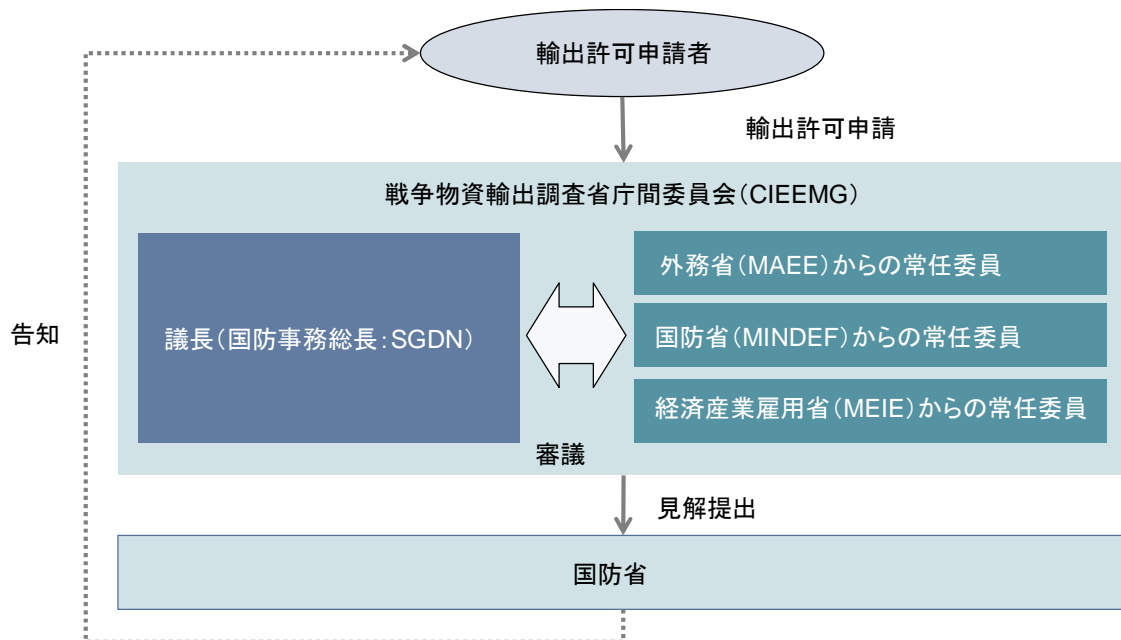 輸出許可申請者
輸出許可申請
戦争物資輸出調査省庁間委員会（CIEEMG）
議長（国防事務総長：SGDN）
外務省（MAEE）からの常任委員
国防省（MINDEF）からの常任委員
経済産業雇用省（MEIE）からの常任委員
告知
審議
見解提出
国防省